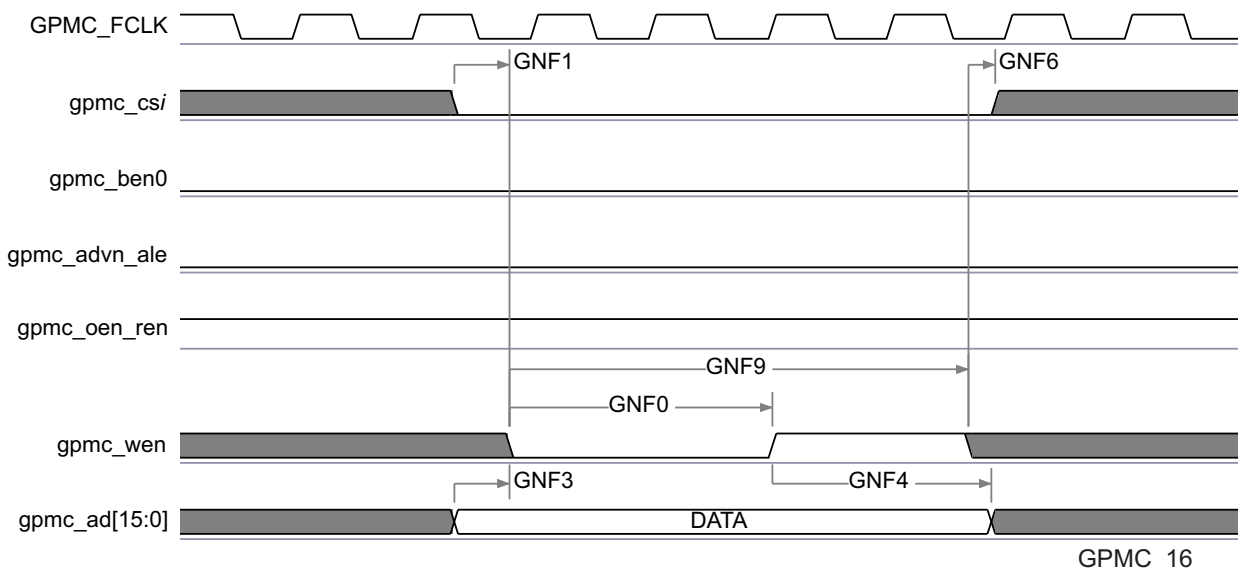 GPMC_FCLK
GNF1
GNF6
gpmc_csi
gpmc_ben0
gpmc_advn_ale
gpmc_oen_ren
GNF9
GNF0
gpmc_wen
GNF3
GNF4
gpmc_ad[15:0]
DATA
GPMC_16